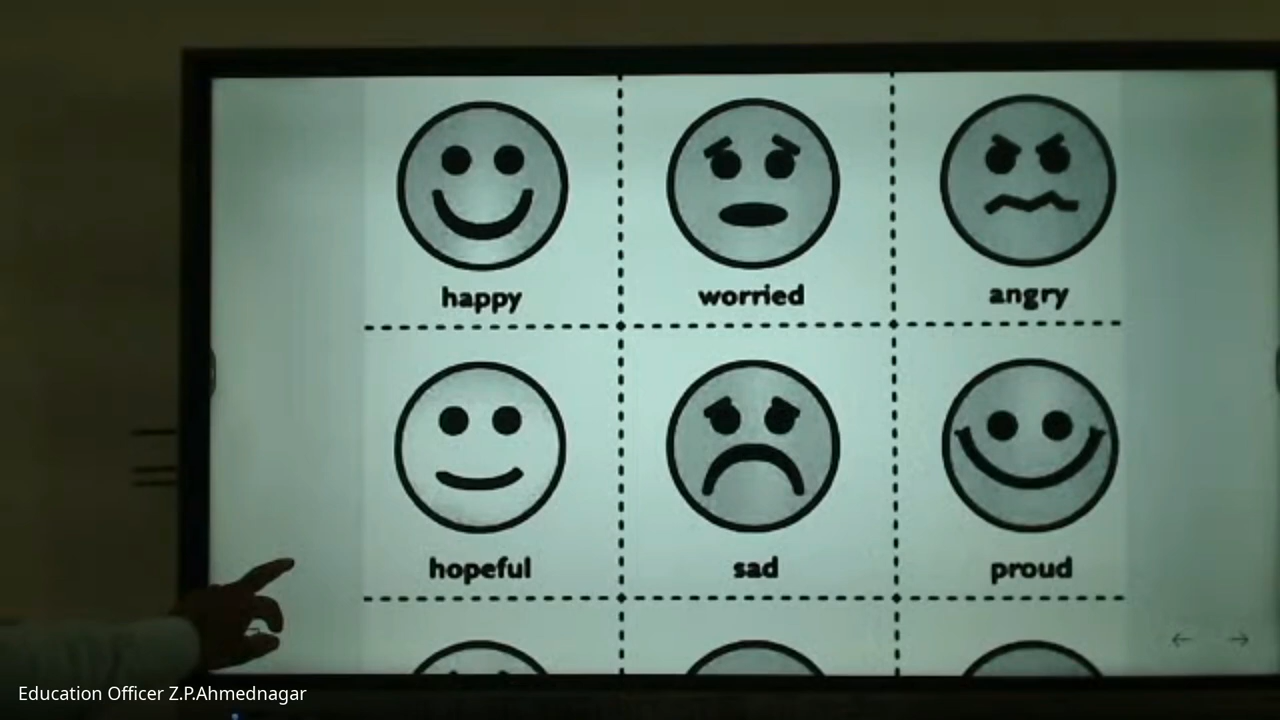 happy
worried
angry
hopeful
sad
proud
Education Officer Z.P.Ahmednagar